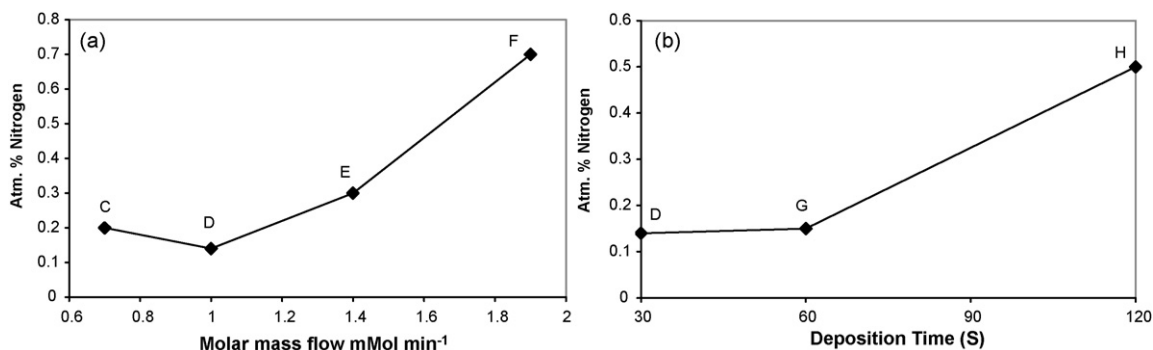 (a)
Atm. % Nitrogen
0.8
0.7
0.6
0.5
0.4
0.3
0.2
0.1
0
C
D
E
F
0.6
0.8
1
1.2
1.4
1.6
1.8
2
Molar mass flow mMol min-1
(b)
Atm. % Nitrogen
0.6
0.5
0.4
0.3
0.2
0.1
0
D
G
H
30
60
90
120
Deposition Time (S)